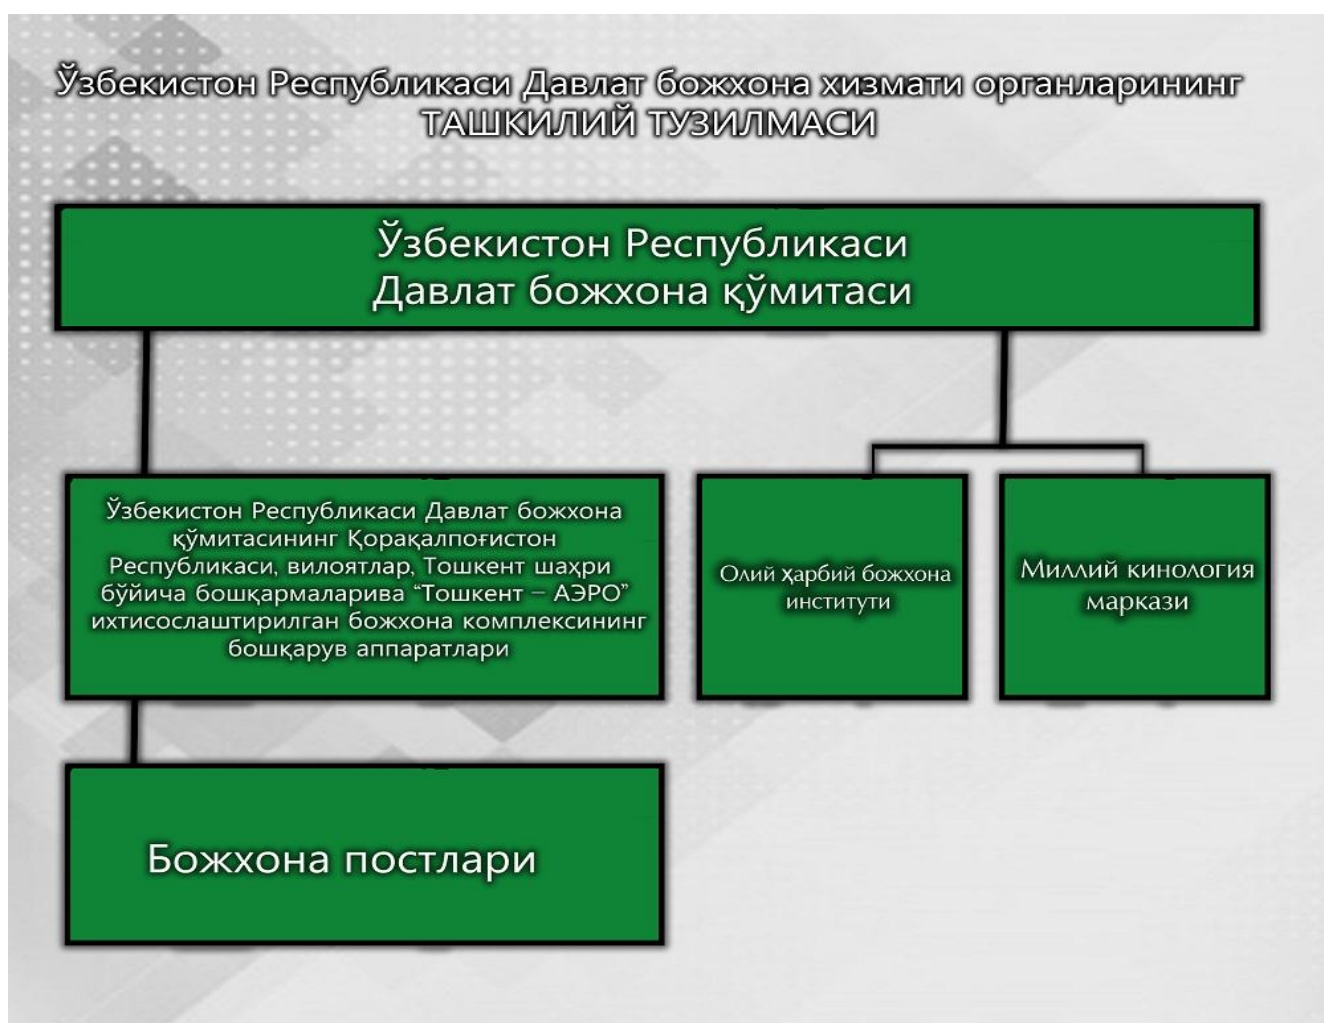 Ўзбекистон Республикаси Давлат божхона хизмати органларининг
ТАШКИЛИЙ ТУЗИЛМАСИ
Ўзбекистон Республикаси
Давлат божхона қўмитаси
Ўзбекистон Республикаси Давлат божхона
қўмитасининг Қорақалпоғистон
Республикаси, вилоятлар, Тошкент шаҳри
бўйича бошқармаларива “Тошкент – АЭРО”
ихтисослаштирилган божхона комплексининг
бошқарув аппаратлари
Олий ҳарбий божхона
институти
Миллий кинология
маркази
Божхона постлари